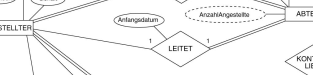 Anfangsdatum
AnzahlAngestellte
ABTE
STELLTER
1
1
LEITET
KONT
LIE